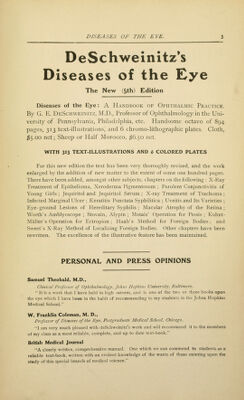 DISEASES OF THE EYE. 3
DeSchweinitz's
Diseases of the Eye
The New (5th) Edition
Diseases of the Eye: A HANDBOOK OF OPHTHALMIC PRACTICE.
By G. E. DESCHWEINITZ, M.D., Professor of Ophthalmology in the Uni-
versity of Pennsylvania, Philadelphia, etc. Handsome octavo of 894
pages, 313 text-illustrations, and 6 chromo-lithographic plates. Cloth,
$5.00 net; Sheep or Half Morocco, $6.50 net.
WITH 313 TEXT-ILLUSTRATIONS AND 6 COLORED PLATES
For this new edition the text has been very thoroughly revised, and the work
enlarged by the addition of new matter to the extent of some one hundred pages.
There have been added, amongst other subjects, chapters on the following: X-Ray
Treatment of Epithelioma, Xeroderma Pigmentosum; Purulent Conjunctivitis of
Young Girls; Jequiritol and Jequiritol Serum; X-Ray Treatment of Trachoma;
Infected Marginal Ulcer; Keratitis Punctata Syphilitica; Uveitis and Its Varieties;
Eye-ground Lesions of Hereditary Syphilis; Macular Atrophy of the Retina;
Worth's Amblyoscope; Stovain, Alypin; Motais' Operation for Ptosis; Kuhnt-
Müller's Operation for Ectropion; Haab's Method for Foreign Bodies; and
Sweet's X-Ray Method of Localizing Foreign Bodies. Other chapters have been
rewritten. The excellence of the illustrative feature has been maintained.
PERSONAL AND PRESS OPINIONS
Samuel Theobald, M.D.,
Clinical Professor of Ophthalmology, Johns Hopkins University, Baltimore.
"It is a work that I have held in high esteem, and is one of the two or three books upon
the eye which I have been in the habit of recommending to my students in the Johns Hopkins
Medical School."
W. Franklin Coleman, M. D.,
Professor of Diseases of the Eye, Postgraduate Medical School, Chicago.
"I am very much pleased with deSchweinitz's work and will recommend it to the members
of my class as a most reliable, complete, and up to date text-book."
British Medical Journal
"A clearly written, comprehensive manual. One which we can commend to students as a
reliable text-book, written with an evident knowledge of the wants of those entering upon the
study of this special branch of medical science."